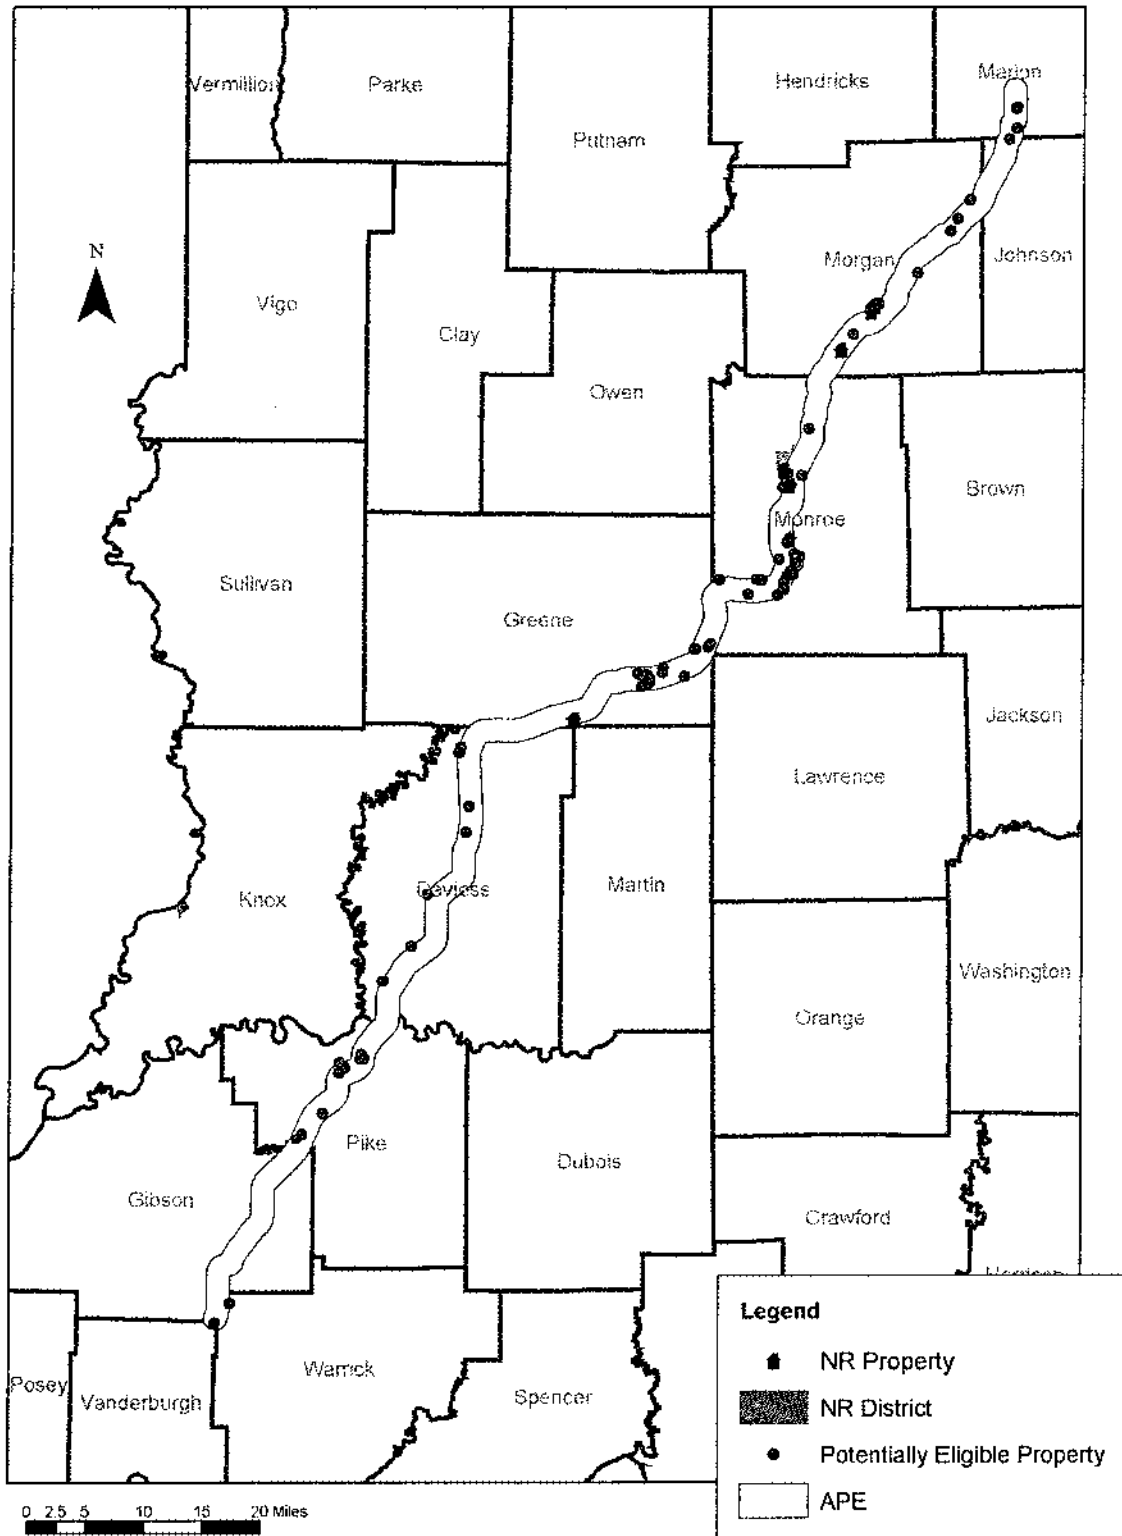 Marion
Vermillion
Parke
Hendricks
Putnam
N
Morgan
Johnson
Vigo
Clay
Owen
Brown
Monroe
Sullivan
Greene
Jackson
Lawrence
Knox
Daviess
Martin
Washington
Orange
Pike
Dubois
Gibson
Crawford
Legend
NR Property
Warrick
Posey
Vanderburgh
Spencer
NR District
Potentially Eligible Property
APE
0 2.5 5 10 15 20 Miles